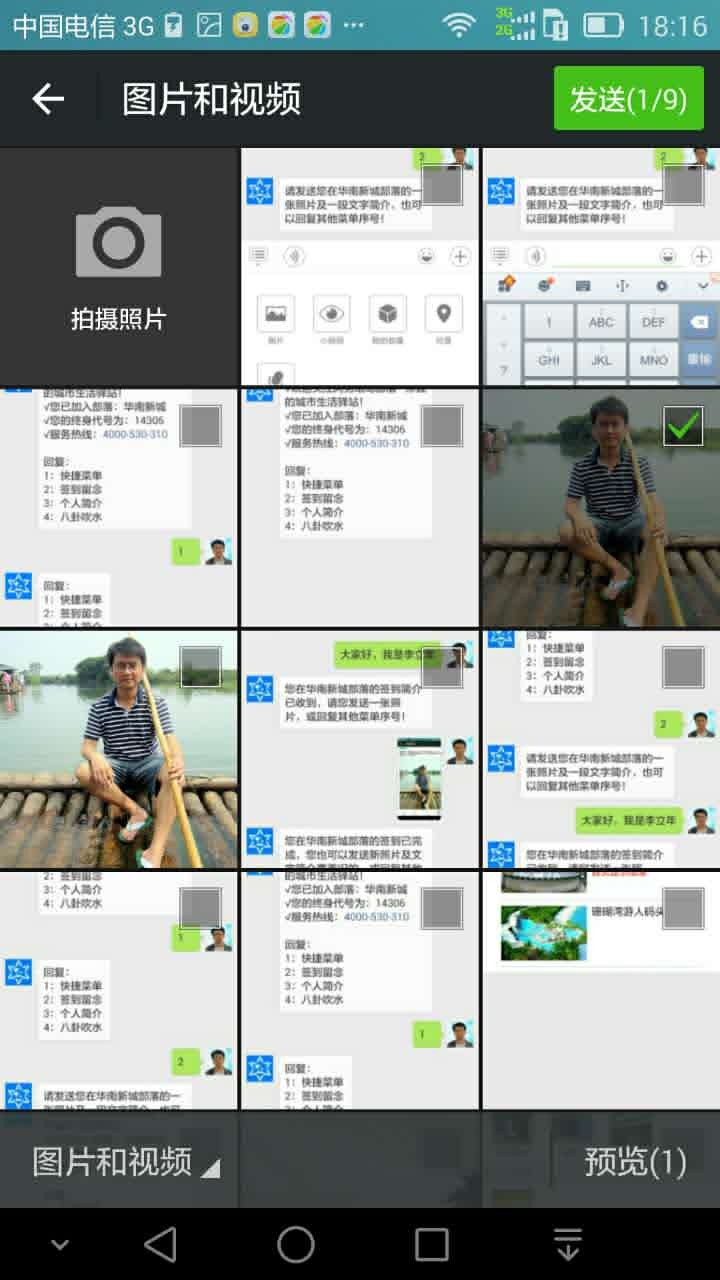 中国电信 3G
3G
2G
18:16
图片和视频
发送(1/9)
拍摄照片
3
请发送您在华南新城部落的一
张照片及一段文字简介，也可
以回复其他菜单序号！
2
请发送您在华南新城部落的一
张照片及一段文字简介，也可
以回复其他菜单序号！
图片
位置
ABC
DEF
GHI
JKL
MNO
的城市生活驿站！
√您已加入部落：华南新城
√您的终身代号为：14306
√服务热线：4000-530-310
回复：
1：快捷菜单
2：签到留念
3：个人简介
4：八卦吹水
1
回复：
1：快捷菜单
2：签到留念
的城市生活驿站！
√您已加入部落：华南新城
√您的终身代号为：14306
√服务热线：4000-530-310
回复：
1：快捷菜单
2：签到留念
3：个人简介
4：八卦吹水
大家好，我是李立年
您在华南新城部落的签到简介
已收到，请您发送一张照
片，或回复其他菜单序号！
您在华南新城部落的签到已完
成，您也可以发送新照片及文
回复：
1：快捷菜单
2：签到留念
3：个人简介
4：八卦吹水
2
请发送您在华南新城部落的一
张照片及一段文字简介，也可
以回复其他菜单序号！
大家好，我是李立年
您在华南新城部落的签到简介
2：签到留念
3：个人简介
4：八卦吹水
1
回复：
1：快捷菜单
2：签到留念
3：个人简介
4：八卦吹水
2
请发送您在华南新城部落的一
的城市生活驿站！
√您已加入部落：华南新城
√您的终身代号为：14306
√服务热线：4000-530-310
回复：
1：快捷菜单
2：签到留念
3：个人简介
4：八卦吹水
1
回复：
1：快捷菜单
2：签到留念
珊瑚湾游人码头
图片和视频
预览(1)